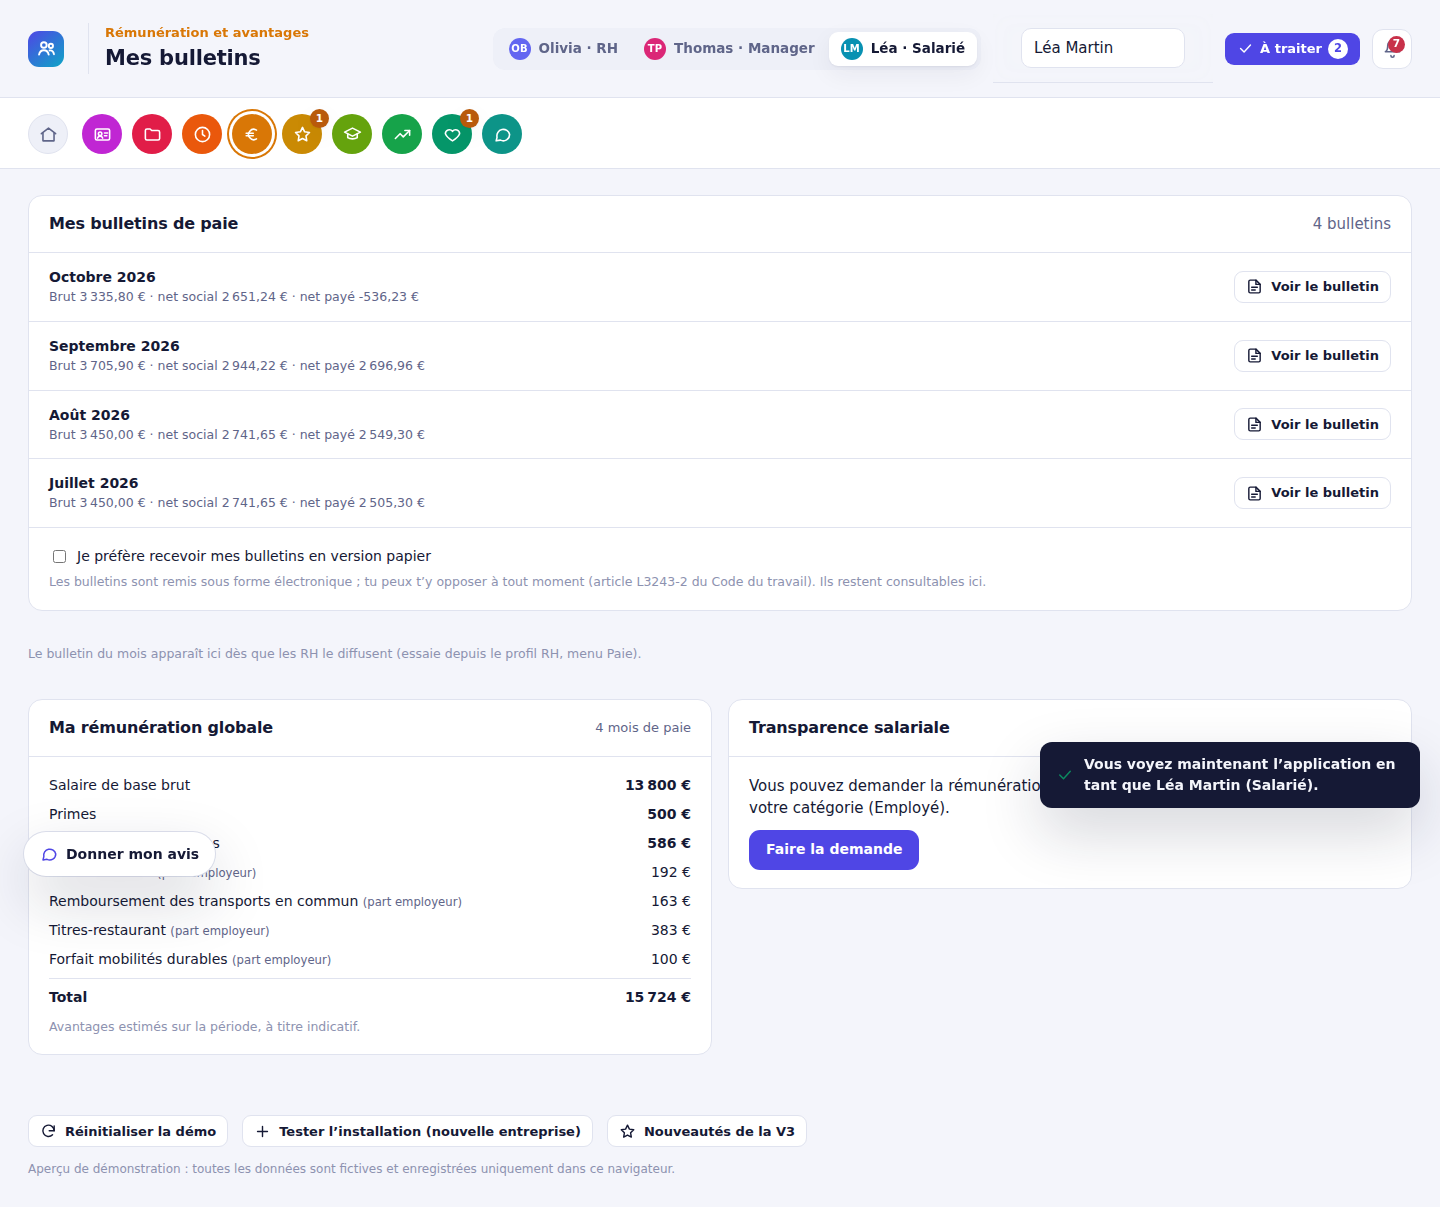 Rémunération et avantages
Mes bulletins
OB Olivia · RH
TP Thomas · Manager
LM Léa · Salarié
Léa Martin
À traiter 2
7
1
1
Mes bulletins de paie
4 bulletins
Octobre 2026
Brut 3 335,80 € · net social 2 651,24 € · net payé -536,23 €
Voir le bulletin
Septembre 2026
Brut 3 705,90 € · net social 2 944,22 € · net payé 2 696,96 €
Voir le bulletin
Août 2026
Brut 3 450,00 € · net social 2 741,65 € · net payé 2 549,30 €
Voir le bulletin
Juillet 2026
Brut 3 450,00 € · net social 2 741,65 € · net payé 2 505,30 €
Voir le bulletin
Je préfère recevoir mes bulletins en version papier
Les bulletins sont remis sous forme électronique ; tu peux t’y opposer à tout moment (article L3243-2 du Code du travail). Ils restent consultables ici.
Le bulletin du mois apparaît ici dès que les RH le diffusent (essaie depuis le profil RH, menu Paie).
Ma rémunération globale
4 mois de paie
Salaire de base brut
13 800 €
Primes
500 €
586 €
192 €
Donner mon avis
Remboursement des transports en commun (part employeur)
163 €
Titres-restaurant (part employeur)
383 €
Forfait mobilités durables (part employeur)
100 €
Total
15 724 €
Avantages estimés sur la période, à titre indicatif.
Transparence salariale
Vous pouvez demander la
votre catégorie (Employé).
Faire la demande
Vous voyez maintenant l’application en
tant que Léa Martin (Salarié).
Réinitialiser la démo
Tester l’installation (nouvelle entreprise)
Nouveautés de la V3
Aperçu de démonstration : toutes les données sont fictives et enregistrées uniquement dans ce navigateur.